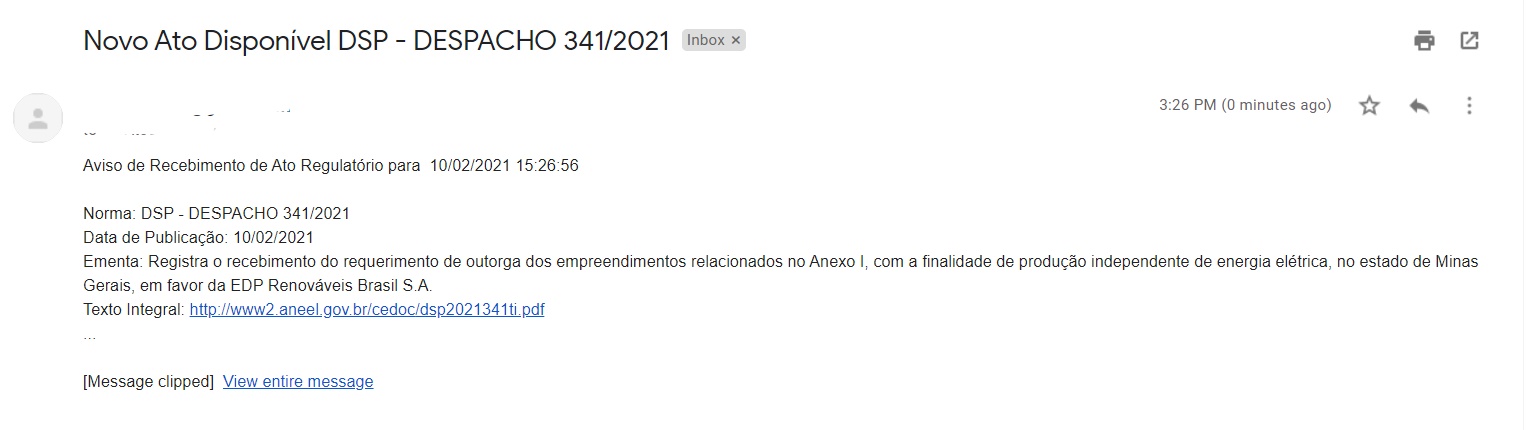 Novo Ato Disponível DSP - DESPACHO 341/2021 Inbox ×
3:26 PM (0 minutes ago)
Aviso de Recebimento de Ato Regulatório para 10/02/2021 15:26:56
Norma: DSP - DESPACHO 341/2021
Data de Publicação: 10/02/2021
Ementa: Registra o recebimento do requerimento de outorga dos empreendimentos relacionados no Anexo I, com a finalidade de produção independente de energia elétrica, no estado de Minas
Gerais, em favor da EDP Renováveis Brasil S.A.
Texto Integral: http://www2.aneel.gov.br/cedoc/dsp2021341ti.pdf
...
[Message clipped] View entire message